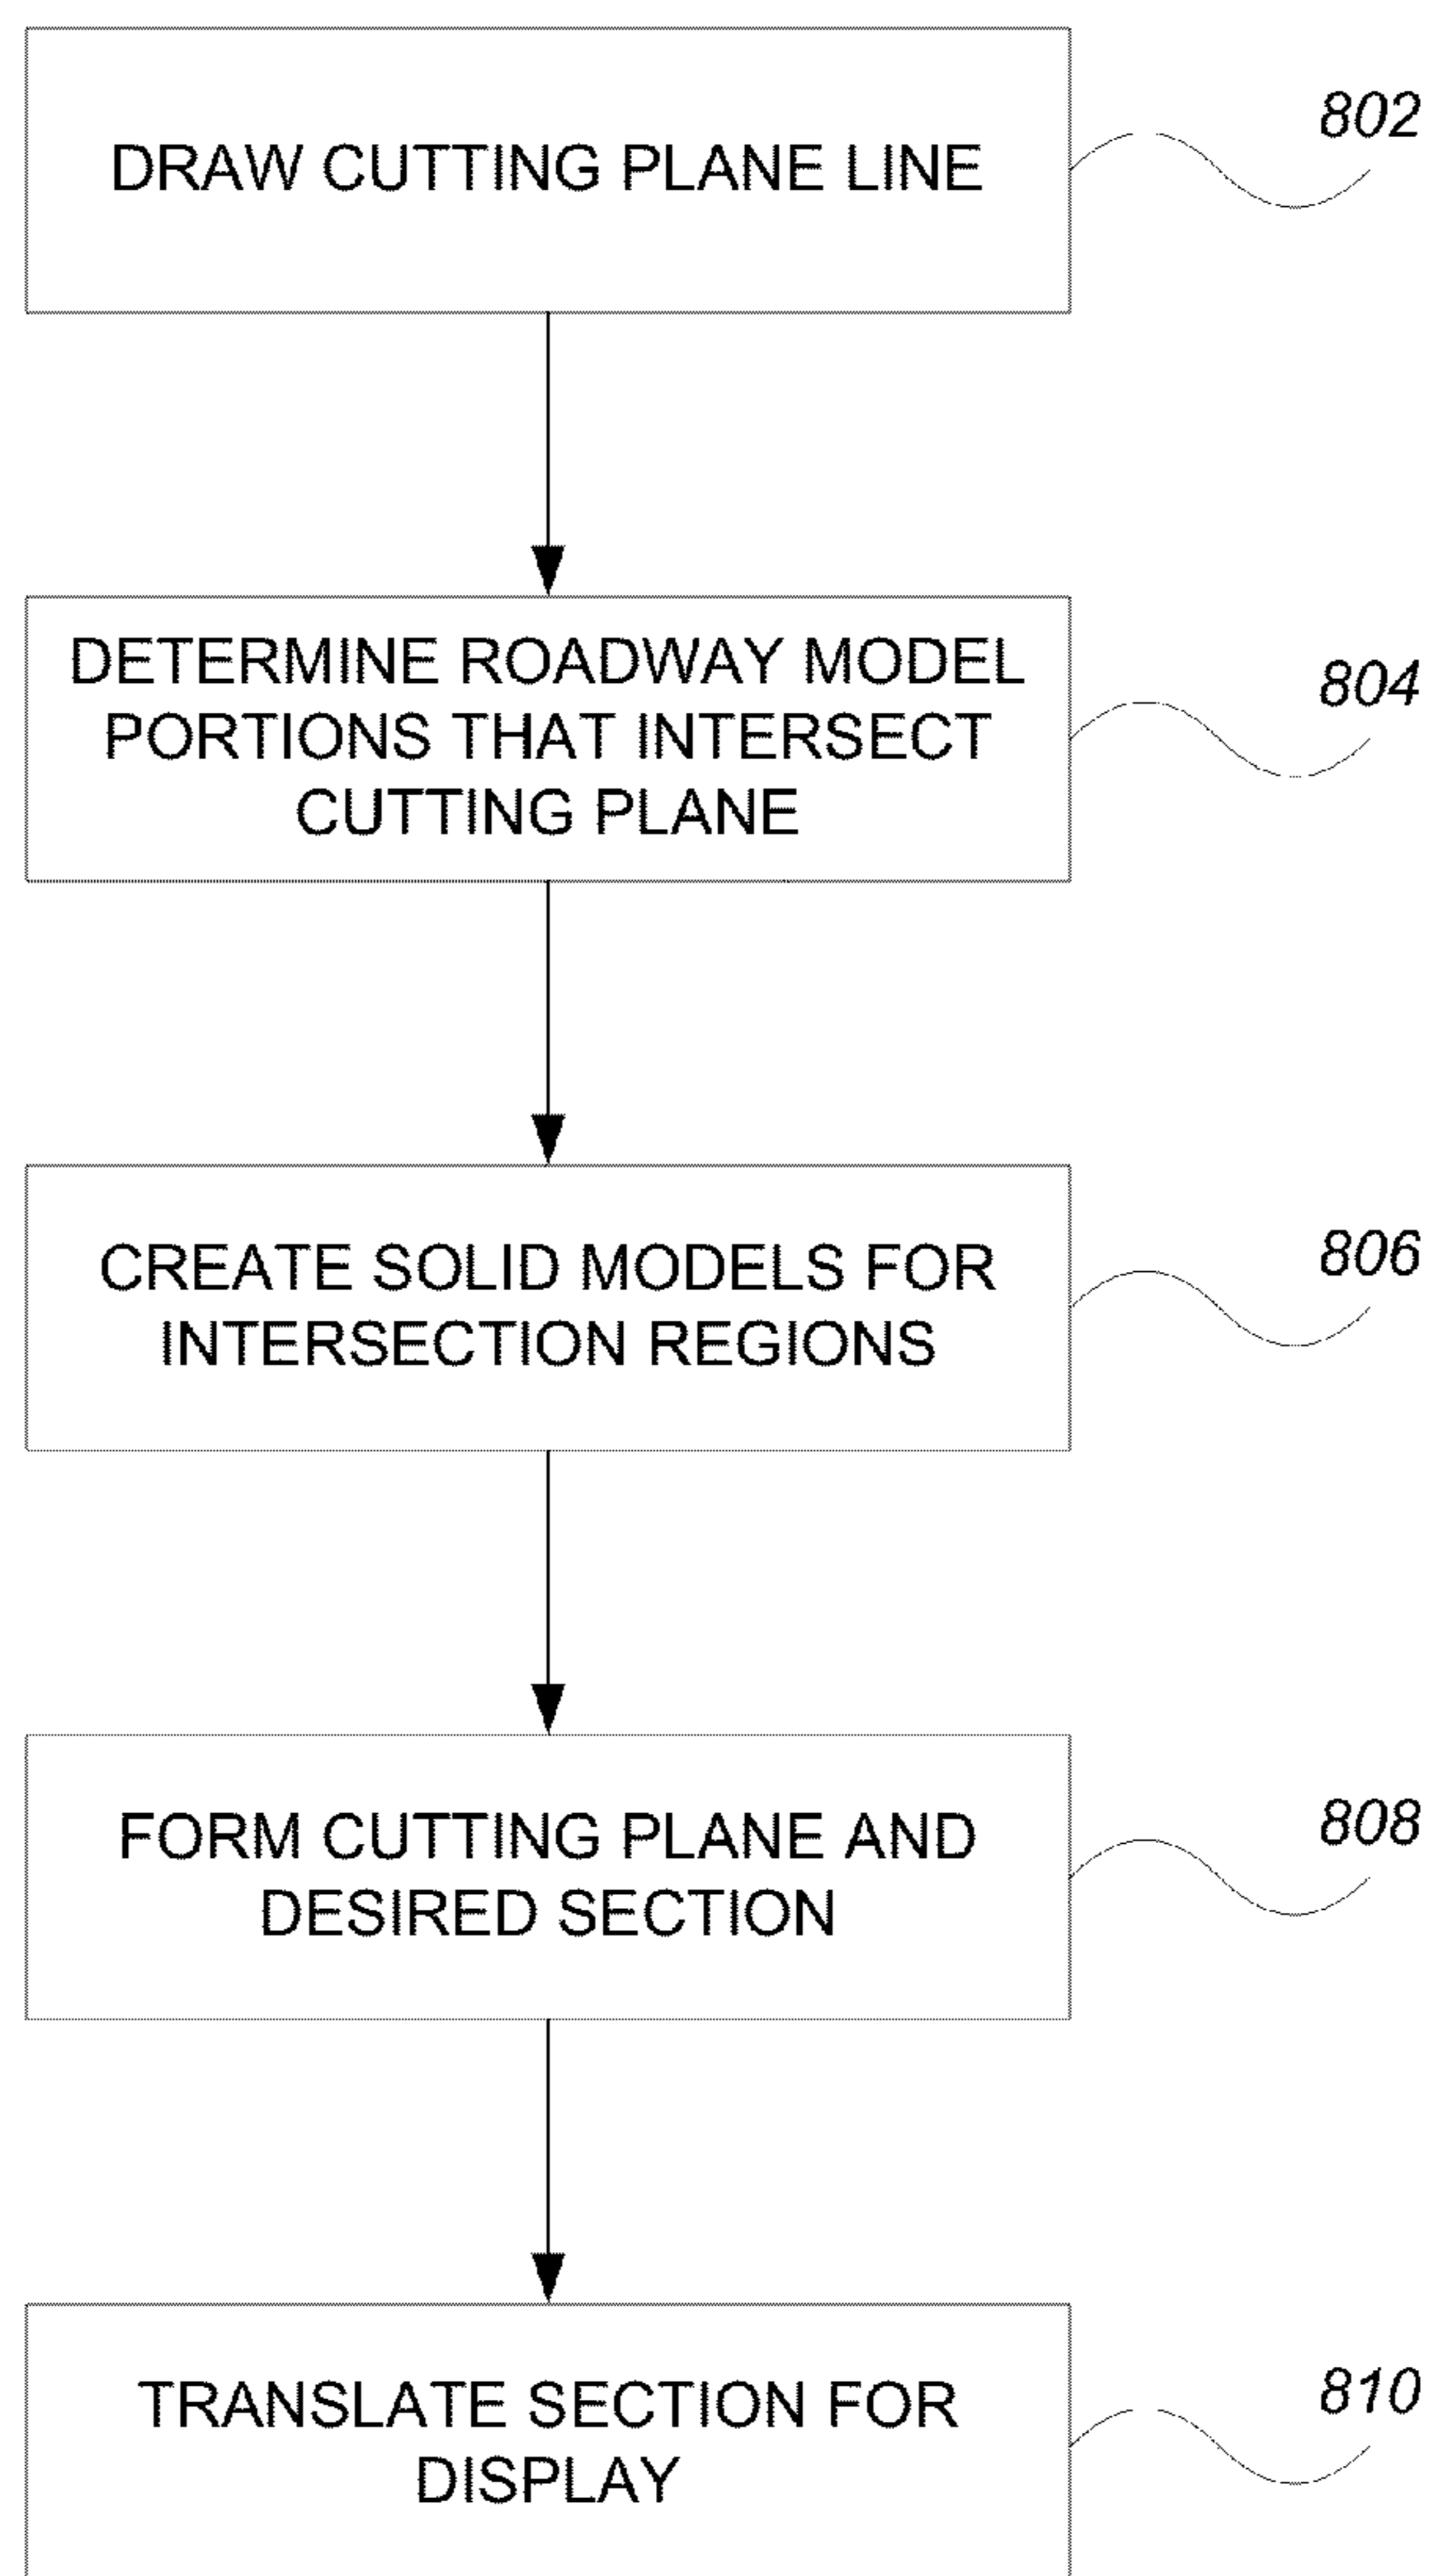 DRAW CUTTING PLANE LINE
802
DETERMINE ROADWAY MODEL
PORTIONS THAT INTERSECT
CUTTING PLANE
804
CREATE SOLID MODELS FOR
INTERSECTION REGIONS
806
FORM CUTTING PLANE AND
DESIRED SECTION
808
TRANSLATE SECTION FOR
DISPLAY
810